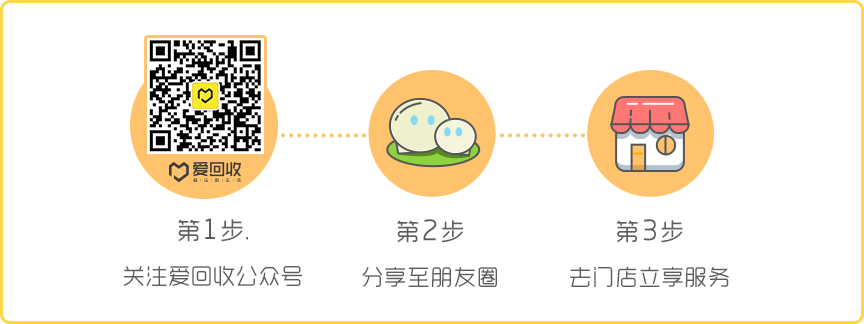 爱回收
第1步.
关注爱回收公众号
第2步
分享至朋友圈
第3步
去门店立享服务